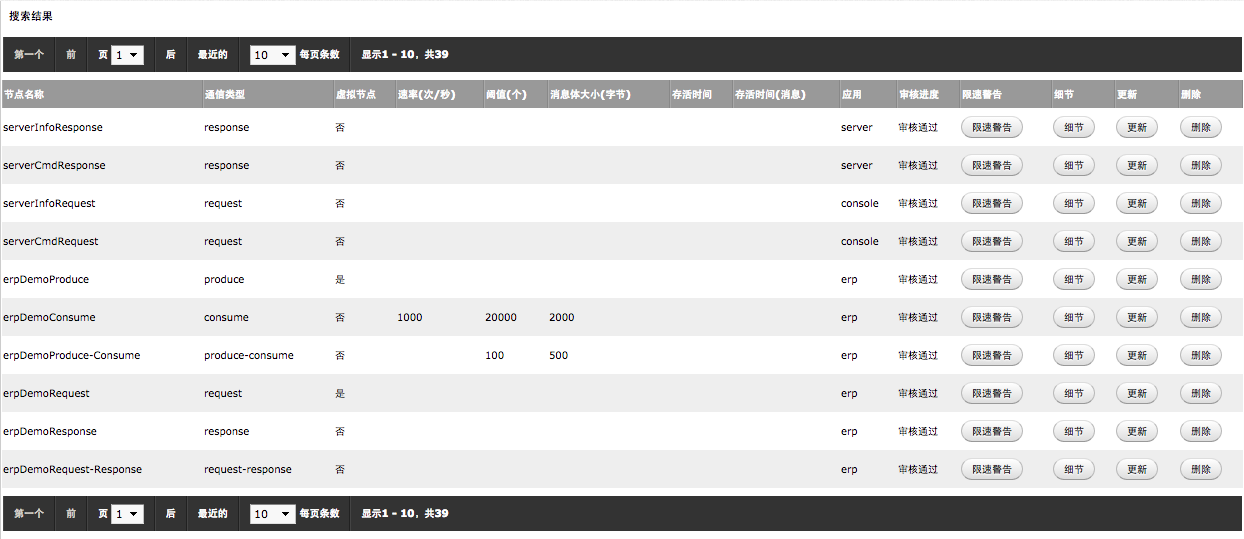 搜索结果
第一个 前 页 1 后 最近的 10 每页条数 显示1 - 10，共39
节点名称 通信类型 虚拟节点 速率(次/秒) 阈值(个) 消息体大小(字节) 存活时间 存活时间(消息) 应用 审核进度 限速警告 细节 更新 删除
serverInfoResponse response 否 server 审核通过 限速警告 细节 更新 删除
serverCmdResponse response 否 server 审核通过 限速警告 细节 更新 删除
serverInfoRequest request 否 console 审核通过 限速警告 细节 更新 删除
serverCmdRequest request 否 console 审核通过 限速警告 细节 更新 删除
erpDemoProduce produce 是 erp 审核通过 限速警告 细节 更新 删除
erpDemoConsume consume 否 1000 20000 2000 erp 审核通过 限速警告 细节 更新 删除
erpDemoProduce-Consume produce-consume 否 100 500 erp 审核通过 限速警告 细节 更新 删除
erpDemoRequest request 是 erp 审核通过 限速警告 细节 更新 删除
erpDemoResponse response 否 erp 审核通过 限速警告 细节 更新 删除
erpDemoRequest-Response request-response 否 erp 审核通过 限速警告 细节 更新 删除
第一个 前 页 1 后 最近的 10 每页条数 显示1 - 10，共39